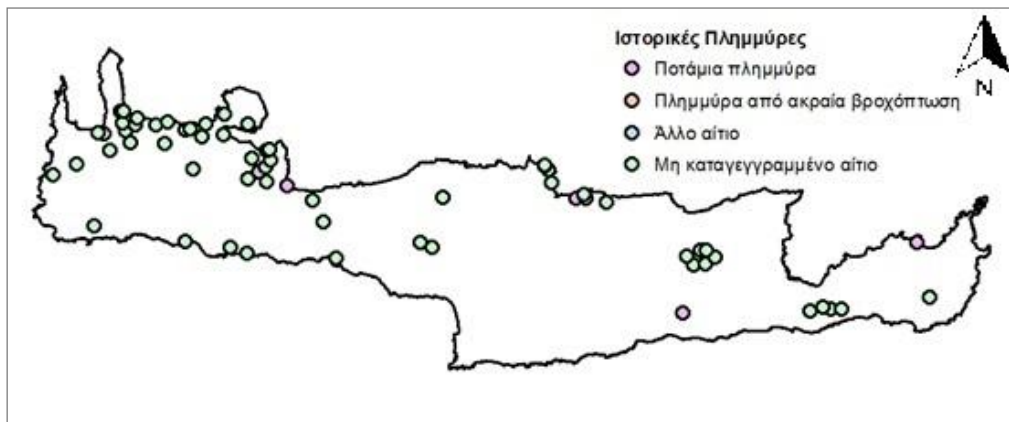 Ιστορικές Πλημμύρες
Ποτάμια πλημμύρα
Πλημμύρα από ακραία βροχόπτωση
Άλλο αίτιο
Μη καταγεγγραμμένο αίτιο
N